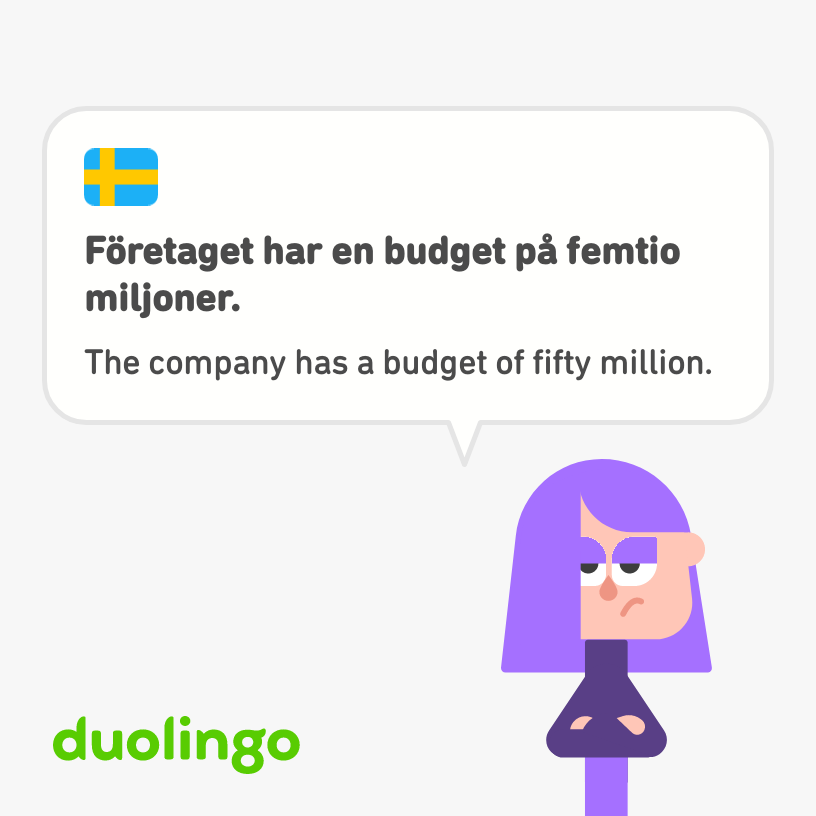 Företaget har en budget på femtio
miljoner.
The company has a budget of fifty million.
duolingo